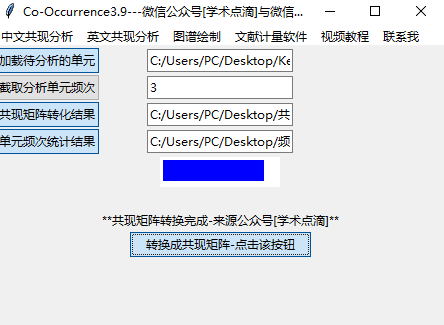 Co-Occurrence3.9---微信公众号[学术点滴]与微信...
中文共现分析 英文共现分析 图谱绘制 文献计量软件 视频教程 联系我
加载待分析的单元 C:/Users/PC/Desktop/Ke
截取分析单元频次 3
共现矩阵转化结果 C:/Users/PC/Desktop/共
单元频次统计结果 C:/Users/PC/Desktop/频
**共现矩阵转换完成-来源公众号[学术点滴]**
转换成共现矩阵-点击该按钮